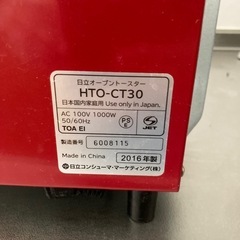 日立オーブントースター
HTO-CT30
日本国内家庭用 Use only in Japan.
AC 100V 1000W
50/60Hz
TOA EI
PS
E
JET
製造番号 6008115
Made in China 2016年製
日立コンシューマ・マーケティング(株)